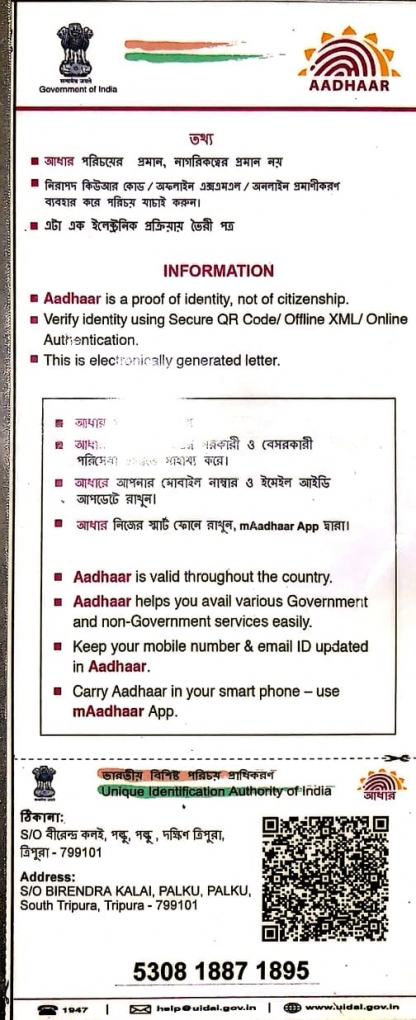 सत्यमेव जयते
Government of India
AADHAAR
তথ্য
আধার পরিচয়ের প্রমাণ, নাগরিকত্বের প্রমান নয়
নিরাপদ কিউআর কোড / অফলাইন এক্সএমএল / অনলাইন প্রমাণীকরণ
ব্যবহার করে পরিচয় যাচাই করুন।
এটা এক ইলেক্ট্রনিক প্রক্রিয়ায় তৈরী পত্র
INFORMATION
Aadhaar is a proof of identity, not of citizenship.
Verify identity using Secure QR Code/ Offline XML/ Online
Authentication.
This is electronically generated letter.
আধার
সরকারী ও বেসরকারী
পরিসেবা সাহায্য করে।
আধারে আপনার মোবাইল নাম্বার ও ইমেইল আইডি
আপডেটে রাখুন।
আধার নিজের স্মার্ট ফোনে রাখুন, mAadhaar App দ্বারা।
Aadhaar is valid throughout the country.
Aadhaar helps you avail various Government
and non-Government services easily.
Keep your mobile number & email ID updated
in Aadhaar.
Carry Aadhaar in your smart phone – use
mAadhaar App.
ভারতীয় বিশিষ্ট পরিচয় প্রাধিকরণ
Unique Identification Authority of India
আধার
ঠিকানা:
S/O বীরেন্দ্র কলই, পল্কু, পল্কু , দক্ষিণ ত্রিপুরা,
ত্রিপুরা - 799101
Address:
S/O BIRENDRA KALAI, PALKU, PALKU,
South Tripura, Tripura - 799101
5308 1887 1895
1947 | help@uidai.gov.in | www.uidai.gov.in